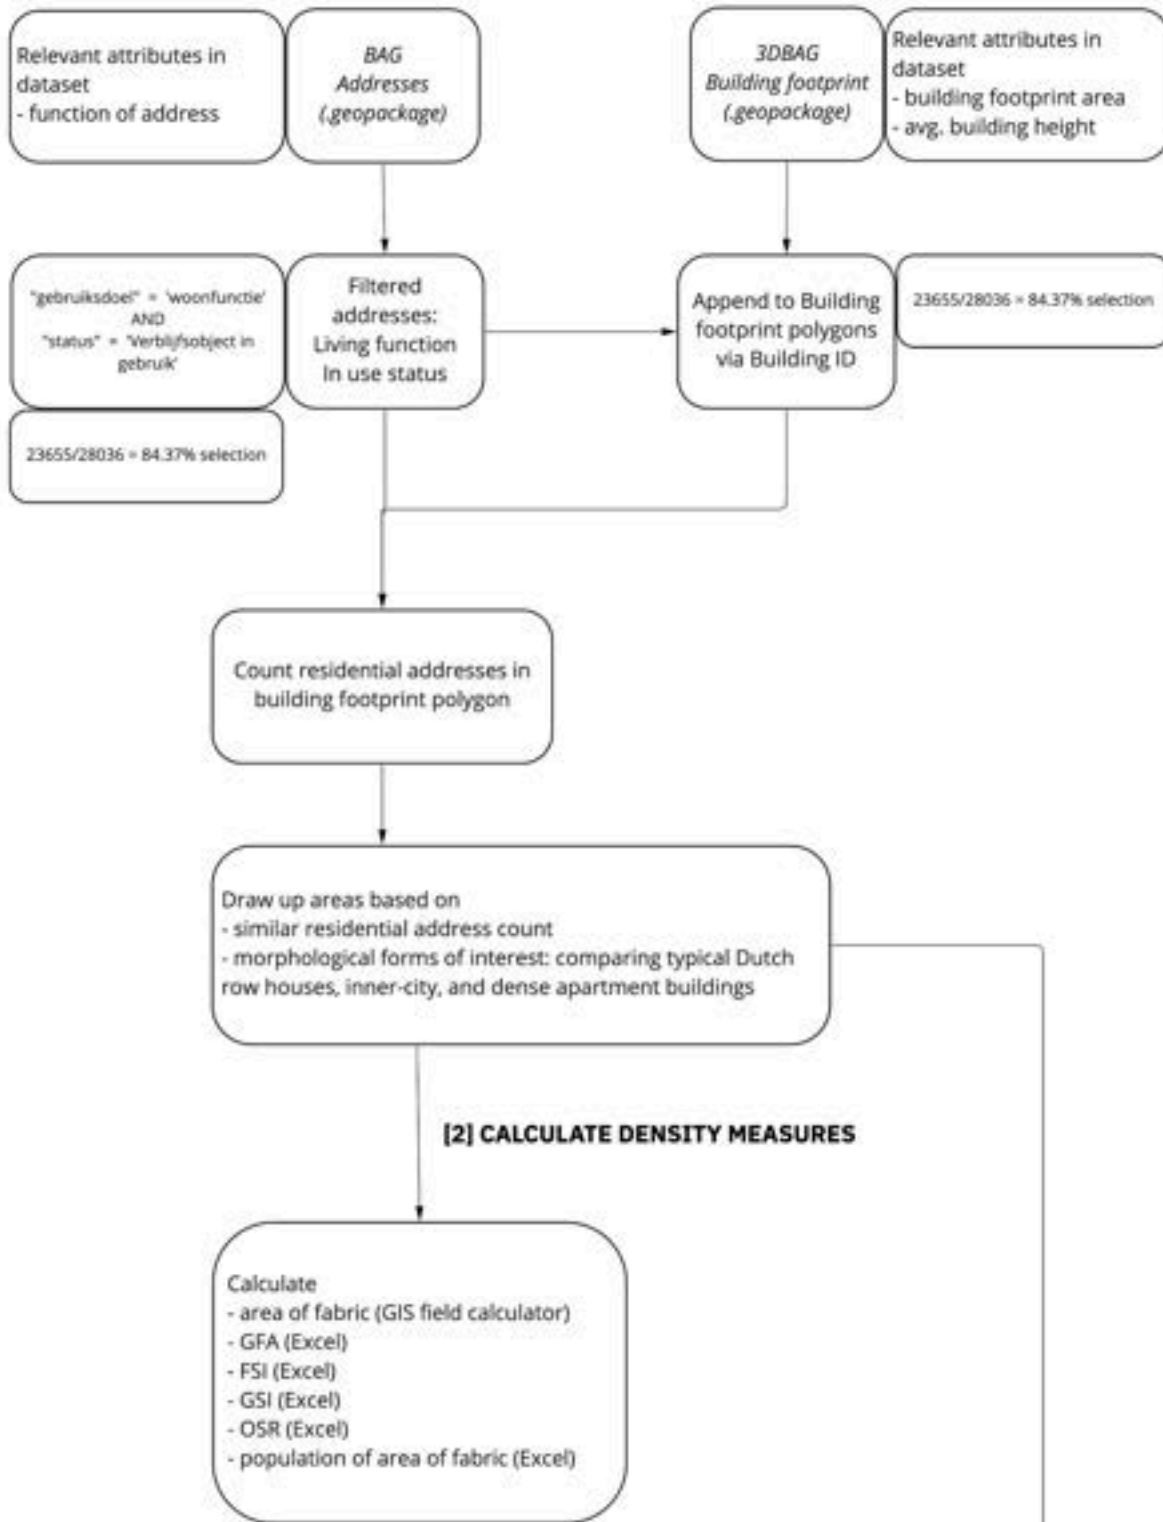 Relevant attributes in
dataset
- function of address
BAG
Addresses
(.geopackage)
3DBAG
Building footprint
(.geopackage)
Relevant attributes in
dataset
- building footprint area
- avg. building height
"gebruiksdoel" = 'woonfunctie'
AND
"status" = 'Verblijfsobject in
gebruik'
Filtered
addresses:
Living function
In use status
Append to Building
footprint polygons
via Building ID
23655/28036 = 84.37% selection
23655/28036 = 84.37% selection
Count residential addresses in
building footprint polygon
Draw up areas based on
- similar residential address count
- morphological forms of interest: comparing typical Dutch
row houses, inner-city, and dense apartment buildings
[2] CALCULATE DENSITY MEASURES
Calculate
- area of fabric (GIS field calculator)
- GFA (Excel)
- FSI (Excel)
- GSI (Excel)
- OSR (Excel)
- population of area of fabric (Excel)